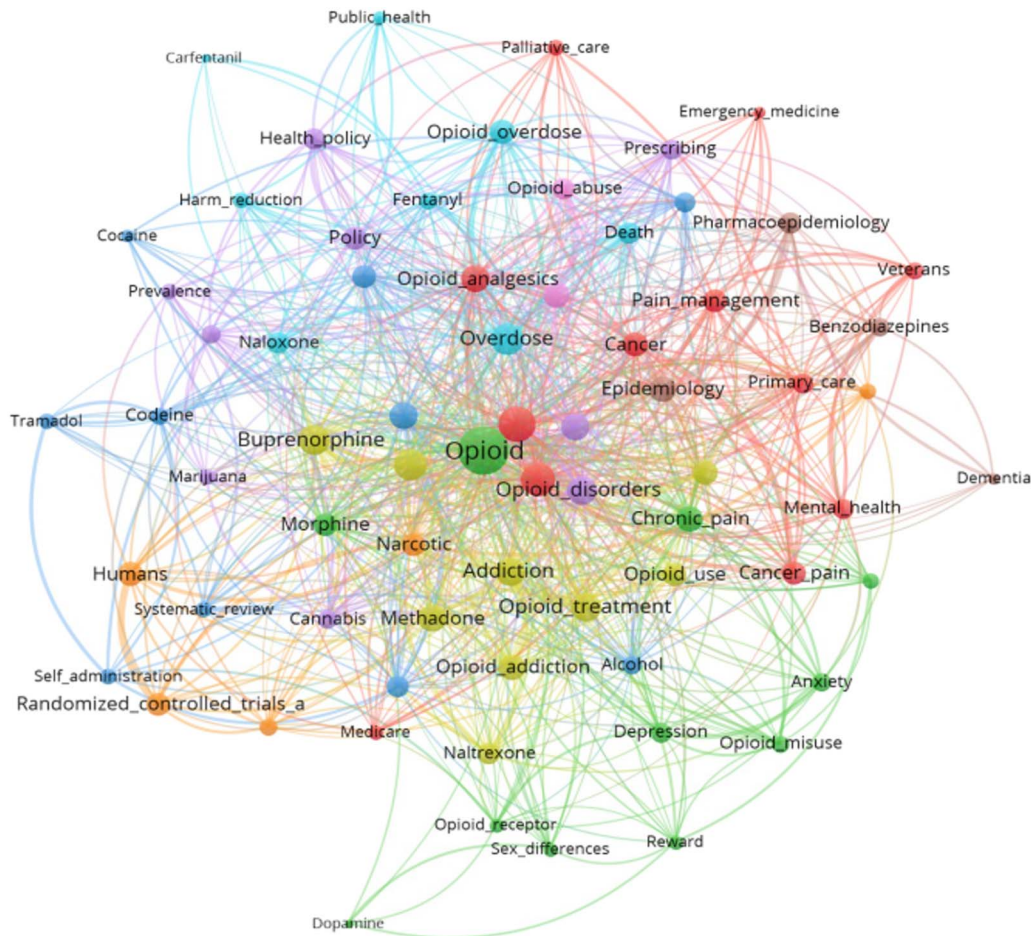 Public_health
Palliative_care
Carfentanil
Emergency_medicine
Opioid_overdose
Health_policy
Prescribing
Opioid_abuse
Harm_reduction
Fentanyl
Pharmacoepidemiology
Death
Cocaine
Policy
Veterans
Opioid_analgesics
Prevalence
Pain_management
Benzodiazepines
Overdose
Naloxone
Cancer
Primary_care
Epidemiology
Codeine
Tramadol
Buprenorphine
Opioid
Marijuana
Dementia
Opioid_disorders
Mental_health
Chronic_pain
Morphine
Narcotic
Addiction
Humans
Opioid_use
Cancer_pain
Opioid_treatment
Systematic_review
Cannabis
Methadone
Alcohol
Opioid_addiction
Self_administration
Anxiety
Randomized_controlled_trials_a
Medicare
Depression
Opioid_misuse
Naltrexone
Opioid_receptor
Reward
Sex_differences
Dopamine